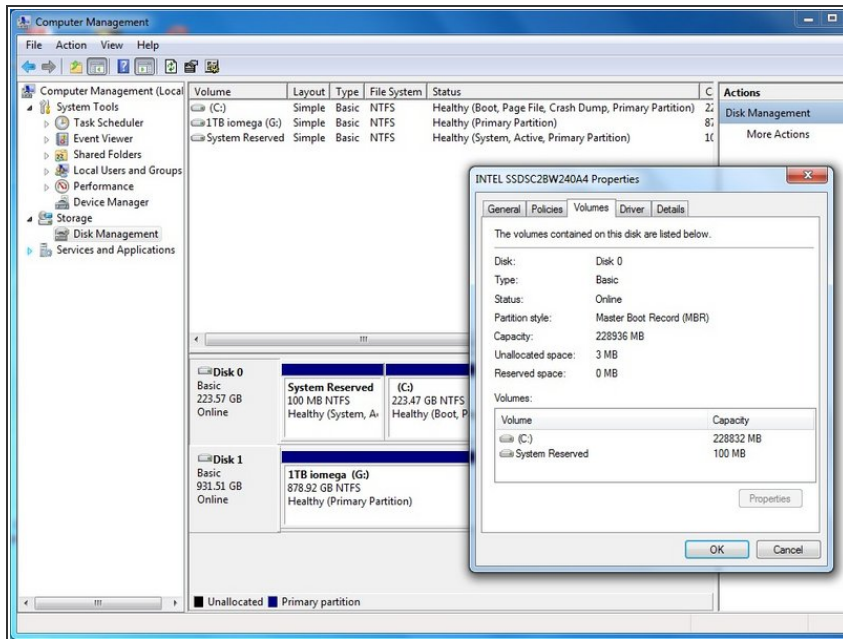 Computer Management
File Action View Help
Computer Management (Local
System Tools
Task Scheduler
Event Viewer
Shared Folders
Local Users and Groups
Performance
Device Manager
Storage
Disk Management
Services and Applications
Volume Layout Type File System Status C
(C:) Simple Basic NTFS Healthy (Boot, Page File, Crash Dump, Primary Partition) 22
1TB iomega (G:) Simple Basic NTFS Healthy (Primary Partition) 87
System Reserved Simple Basic NTFS Healthy (System, Active, Primary Partition) 10
Actions
Disk Management
More Actions
Disk 0
Basic
223.57 GB
Online
System Reserved
100 MB NTFS
Healthy (System, A
(C:)
223.47 GB NTFS
Healthy (Boot, P
Disk 1
Basic
931.51 GB
Online
1TB iomega (G:)
878.92 GB NTFS
Healthy (Primary Partition)
Unallocated Primary partition
INTEL SSDSC2BW240A4 Properties
General Policies Volumes Driver Details
The volumes contained on this disk are listed below.
Disk: Disk 0
Type: Basic
Status: Online
Partition style: Master Boot Record (MBR)
Capacity: 228936 MB
Unallocated space: 3 MB
Reserved space: 0 MB
Volumes:
Volume Capacity
(C:) 228832 MB
System Reserved 100 MB
Properties
OK Cancel